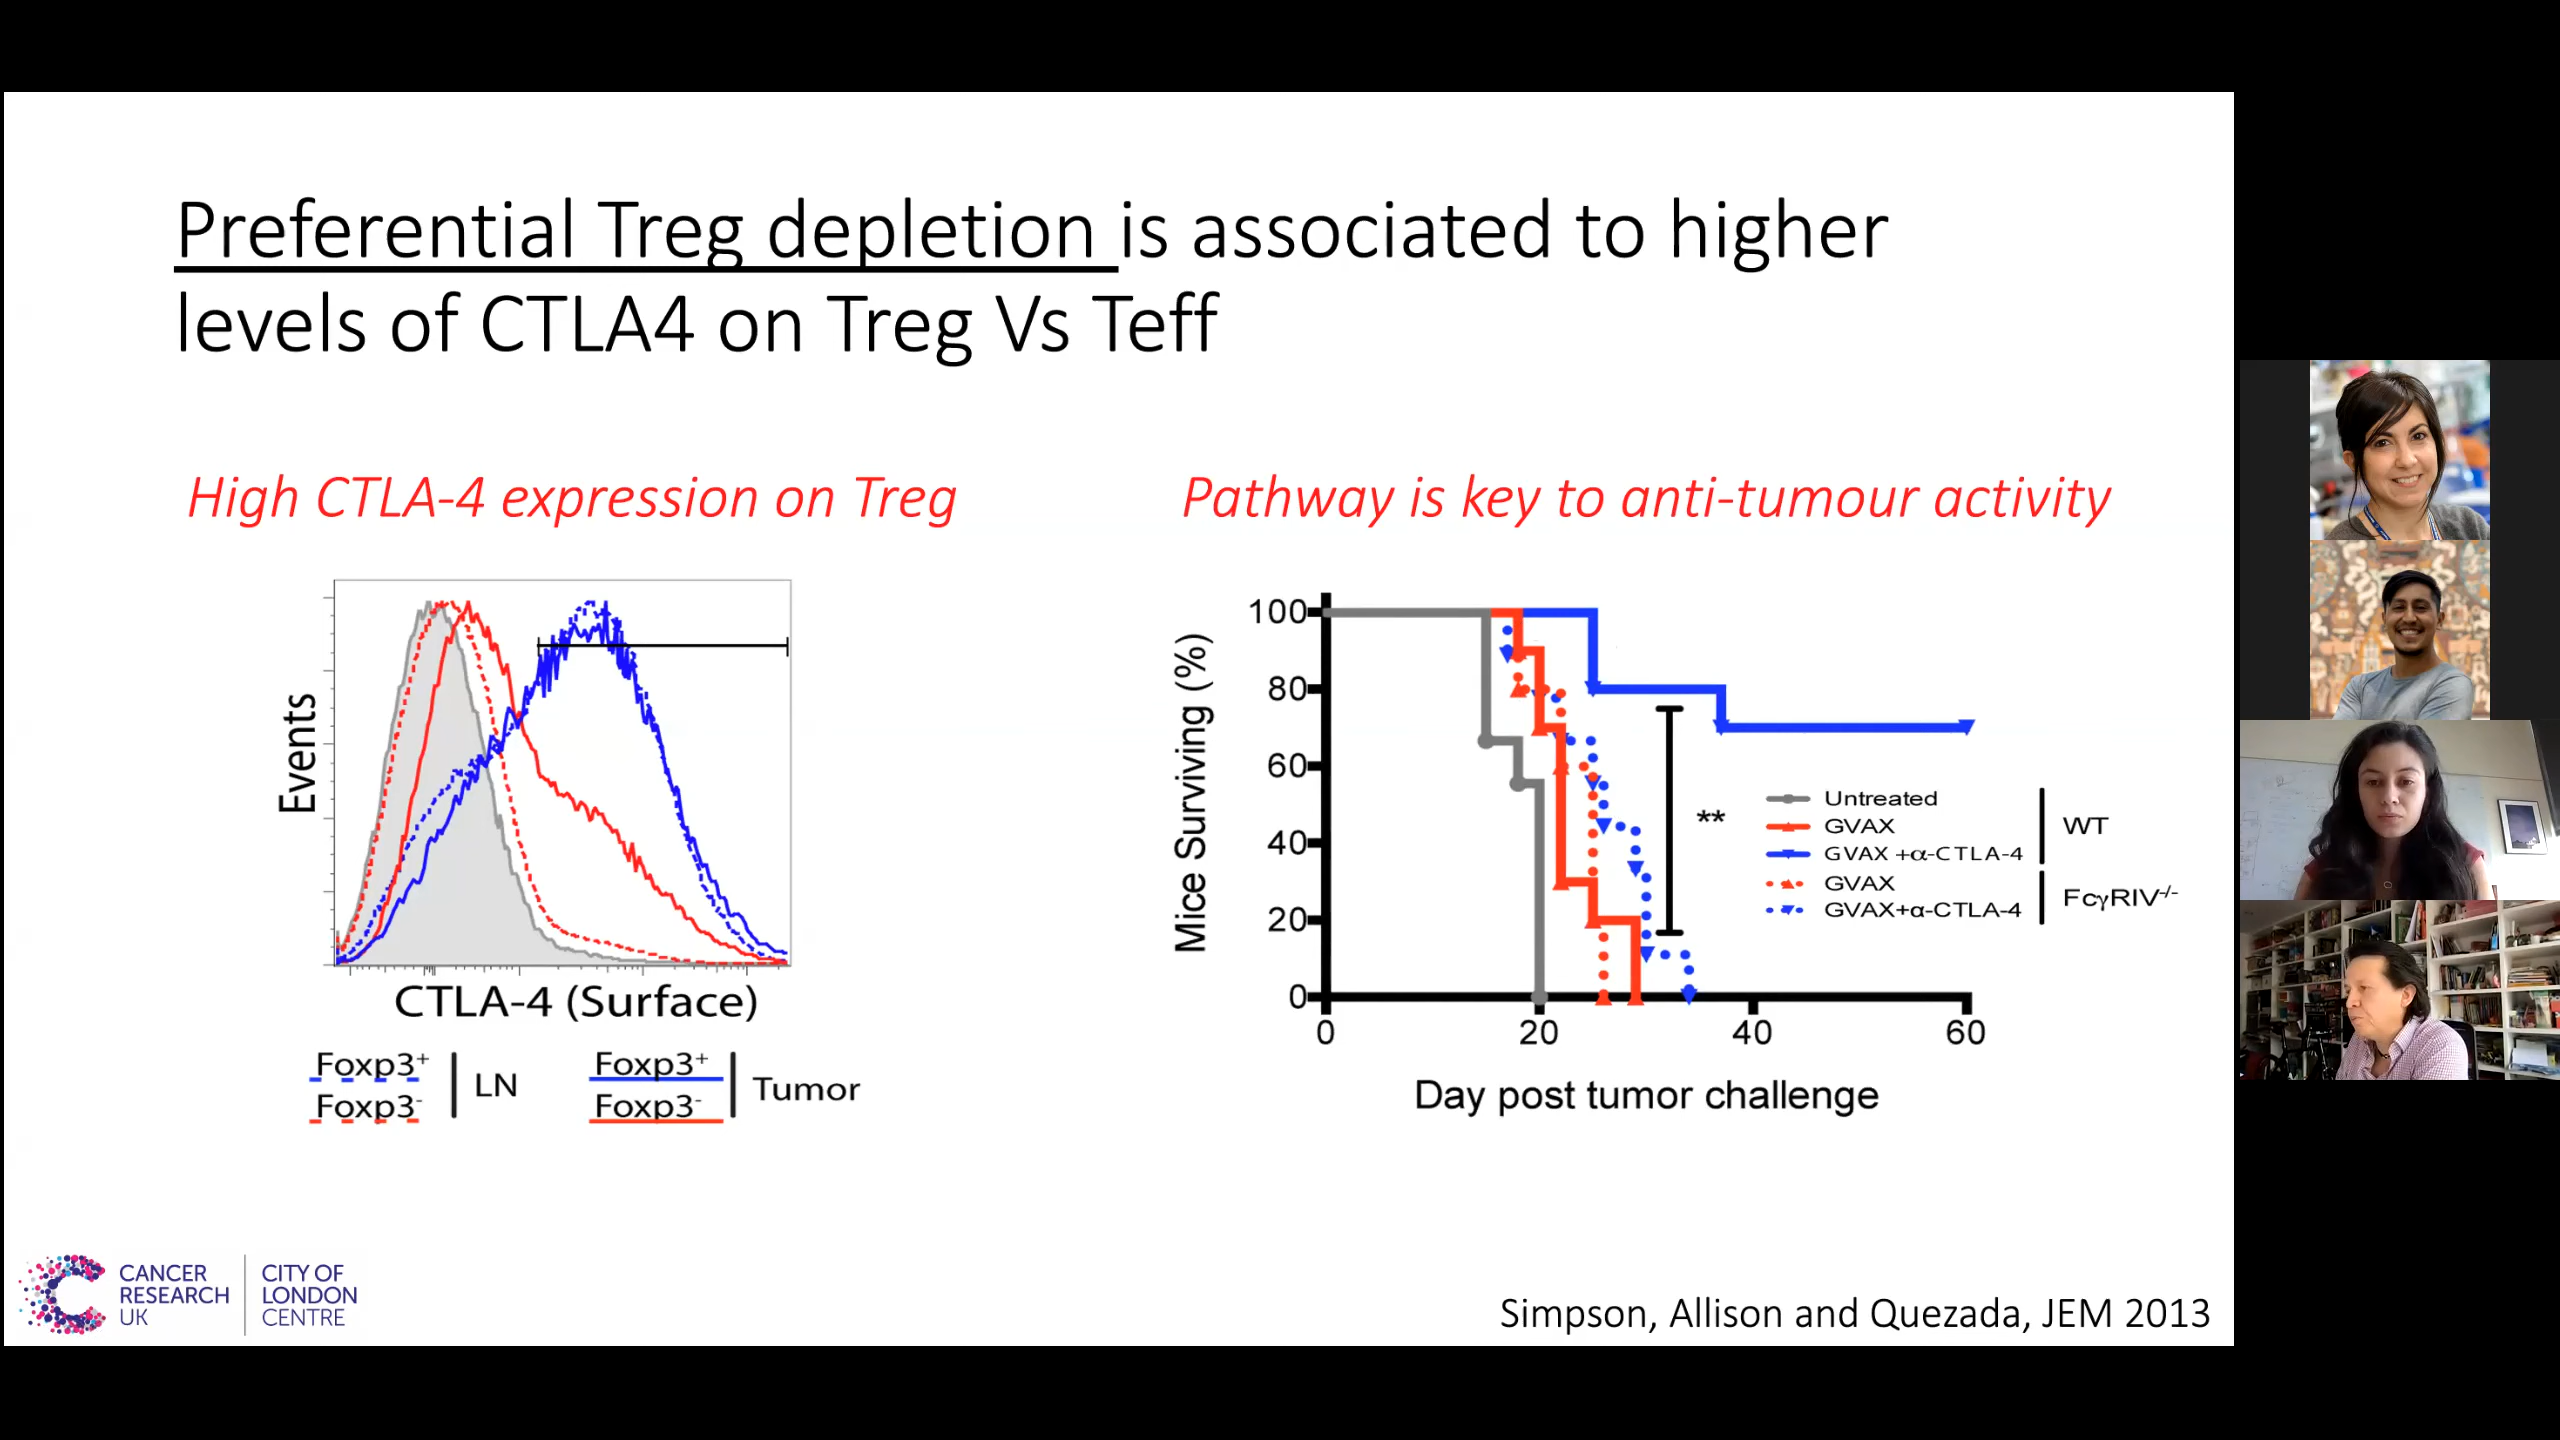 Preferential Treg depletion is associated to higher
levels of CTLA4 on Treg Vs Teff
High CTLA-4 expression on Treg
Events
CTLA-4 (Surface)
Foxp3⁺
Foxp3⁻
LN
Foxp3⁺
Foxp3⁻
Tumor
Pathway is key to anti-tumour activity
Mice Surviving (%)
100
80
60
40
20
0
0 20 40 60
Day post tumor challenge
**
Untreated
GVAX
GVAX +α-CTLA-4
WT
GVAX
GVAX+α-CTLA-4
FcγRIV⁻/⁻
CANCER
RESEARCH
UK
CITY OF
LONDON
CENTRE
Simpson, Allison and Quezada, JEM 2013